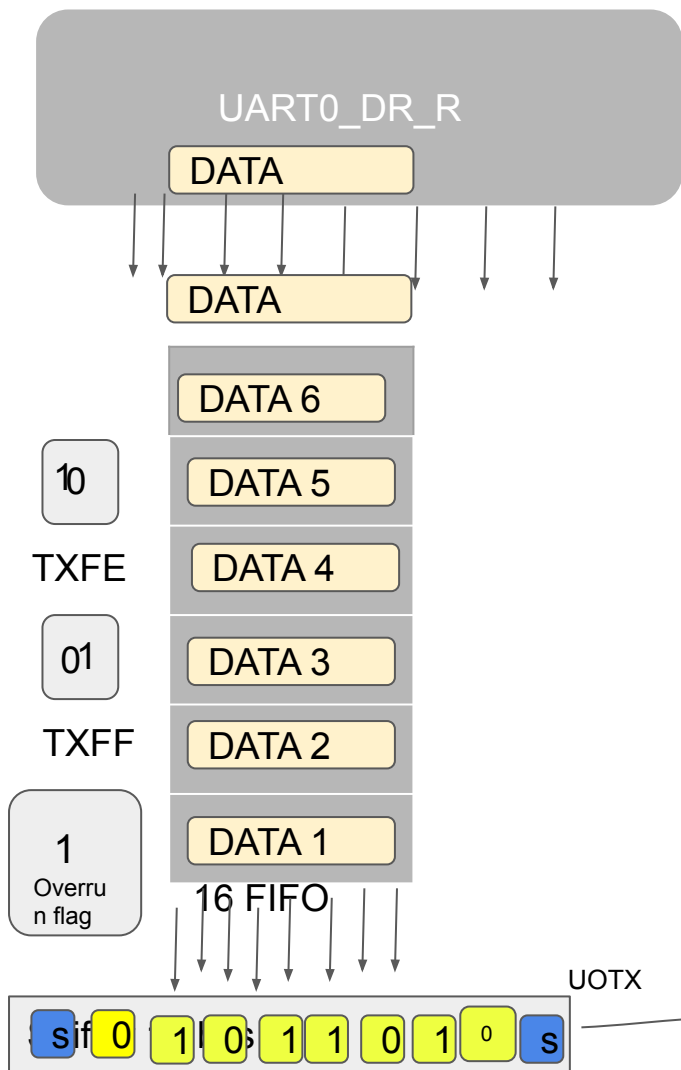 UART0_DR_R
DATA
DATA
DATA 6
10
DATA 5
TXFE
DATA 4
01
DATA 3
TXFF
DATA 2
1
Overru
n flag
DATA 1
16 FIFO
UOTX
s 0 1 0 1 1 0 1 0 s